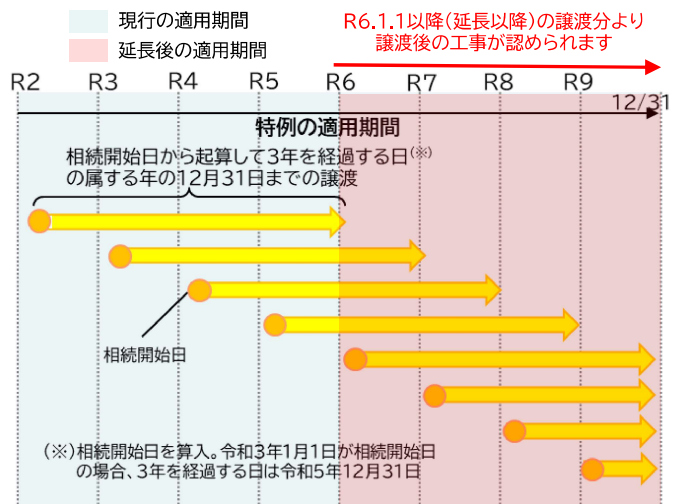 現行の適用期間
延長後の適用期間
R6.1.1以降（延長以降）の譲渡分より
譲渡後の工事が認められます
R2 R3 R4 R5 R6 R7 R8 R9
12/31
特例の適用期間
相続開始日から起算して3年を経過する日(※)
の属する年の12月31日までの譲渡
相続開始日
（※）相続開始日を算入。令和3年1月1日が相続開始日
の場合、3年を経過する日は令和5年12月31日